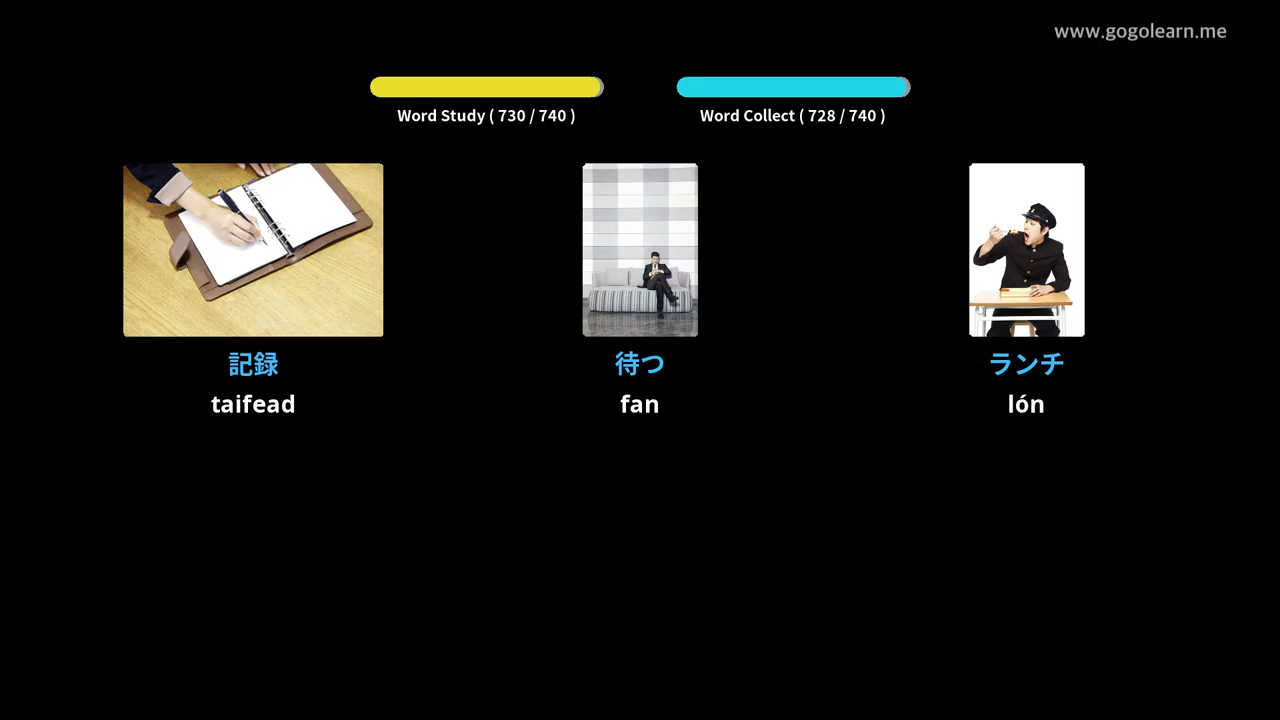 www.gogolearn.me
Word Study ( 730 / 740 )
Word Collect ( 728 / 740 )
記録
taifead
待つ
fan
ランチ
lón